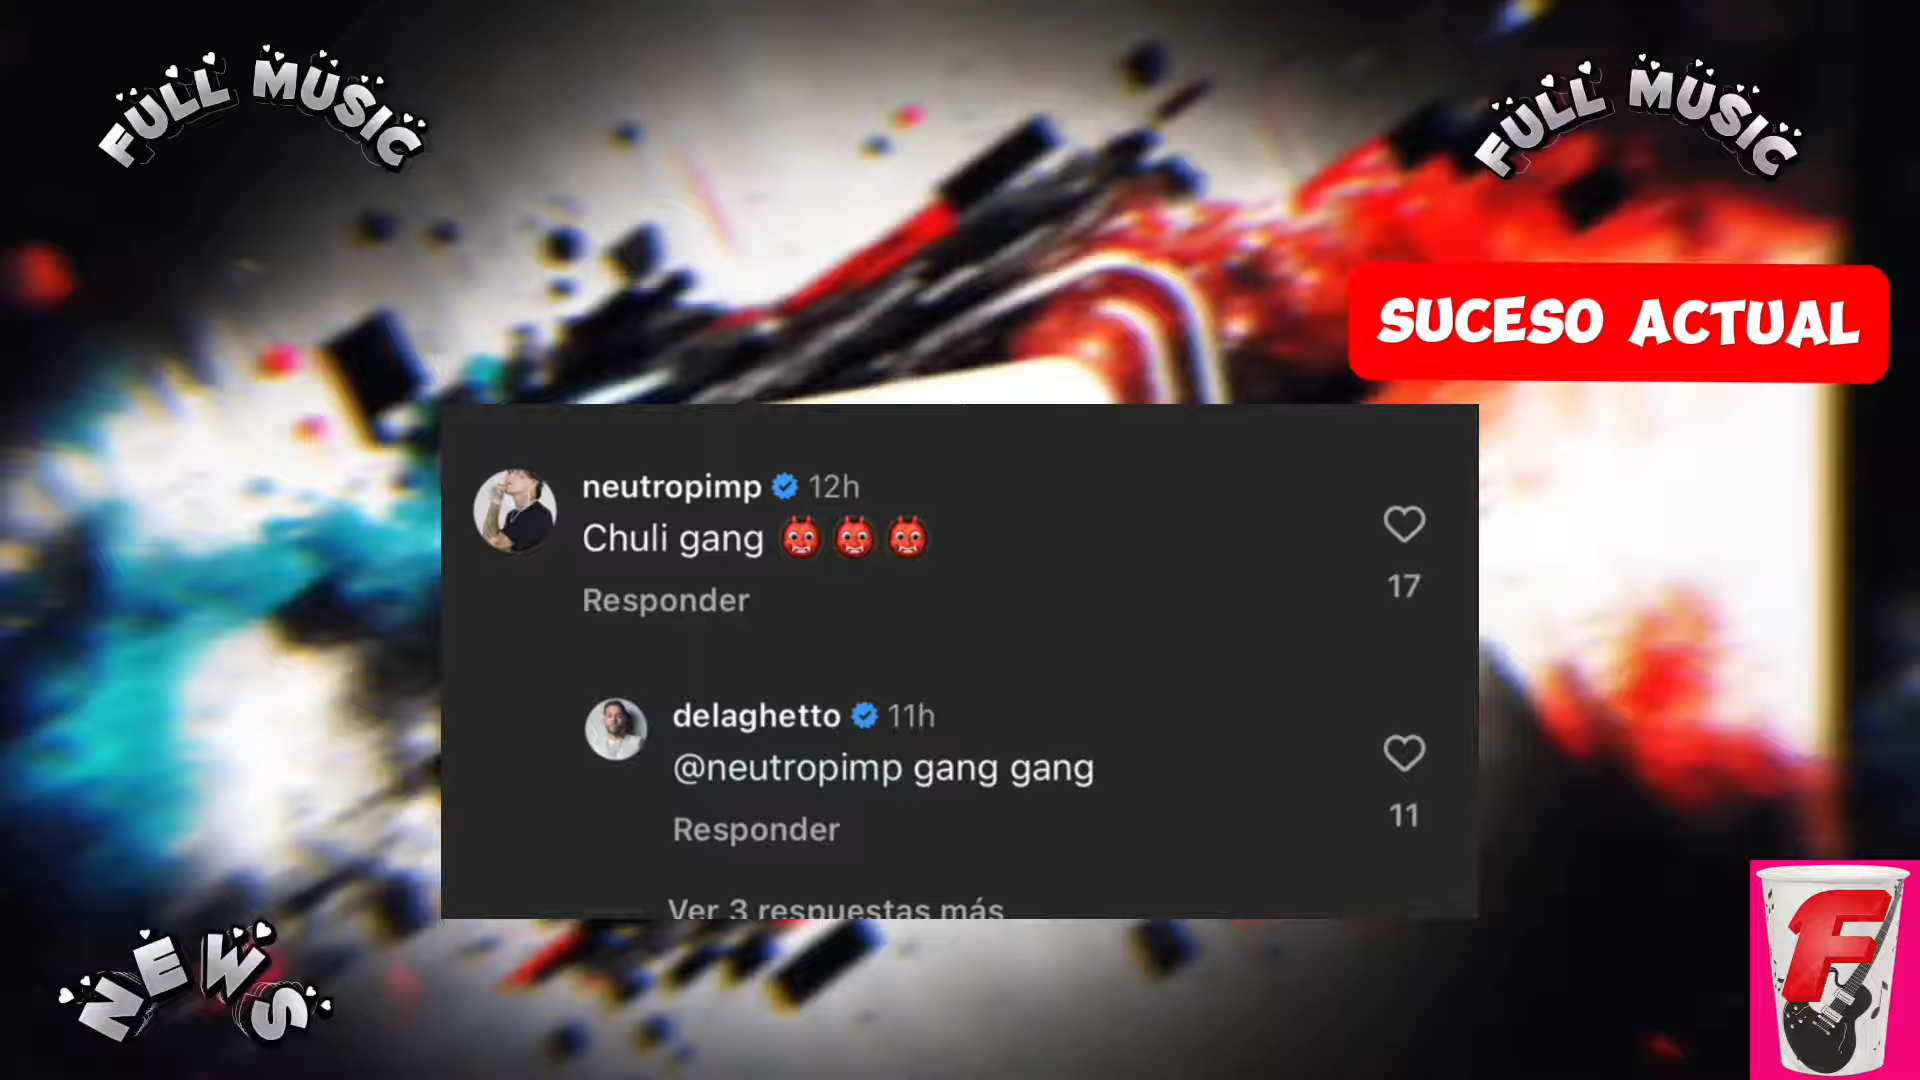 FULL MUSIC
FULL MUSIC
SUCESO ACTUAL
neutropimp 12h
Chuli gang 👹👹👹
Responder
17
delaghetto 11h
@neutropimp gang gang
Responder
11
Ver 3 respuestas más
NEWS
F